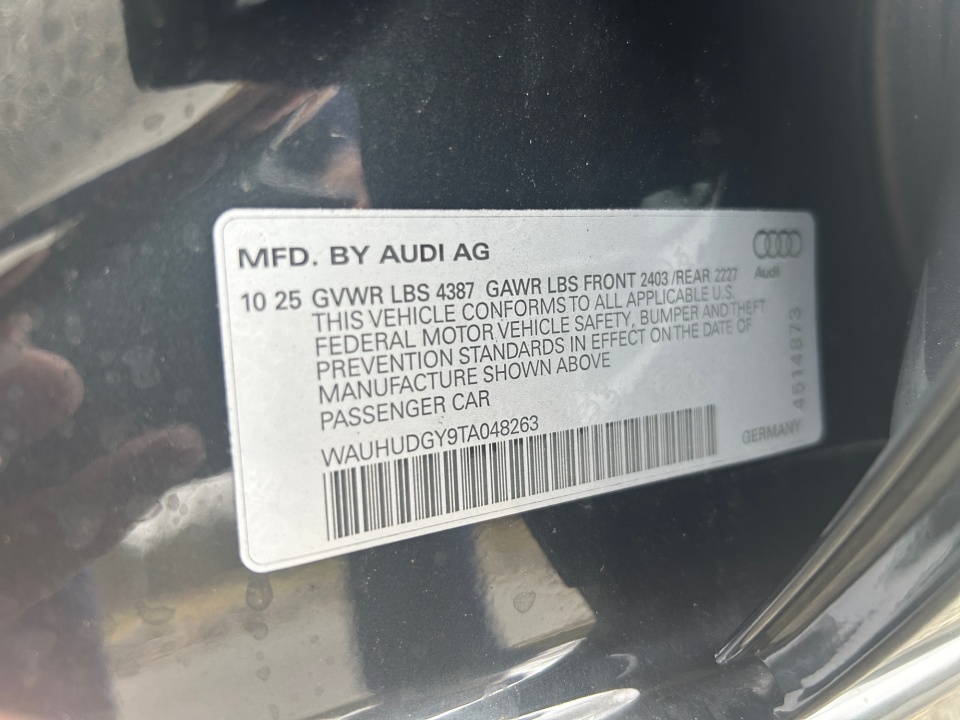 MFD. BY AUDI AG
Audi
10 25 GVWR LBS 4387 GAWR LBS FRONT 2403 /REAR 2227
THIS VEHICLE CONFORMS TO ALL APPLICABLE U.S.
FEDERAL MOTOR VEHICLE SAFETY, BUMPER AND THEFT
PREVENTION STANDARDS IN EFFECT ON THE DATE OF
MANUFACTURE SHOWN ABOVE
PASSENGER CAR
WAUHUDGY9TA048263
GERMANY
4514873